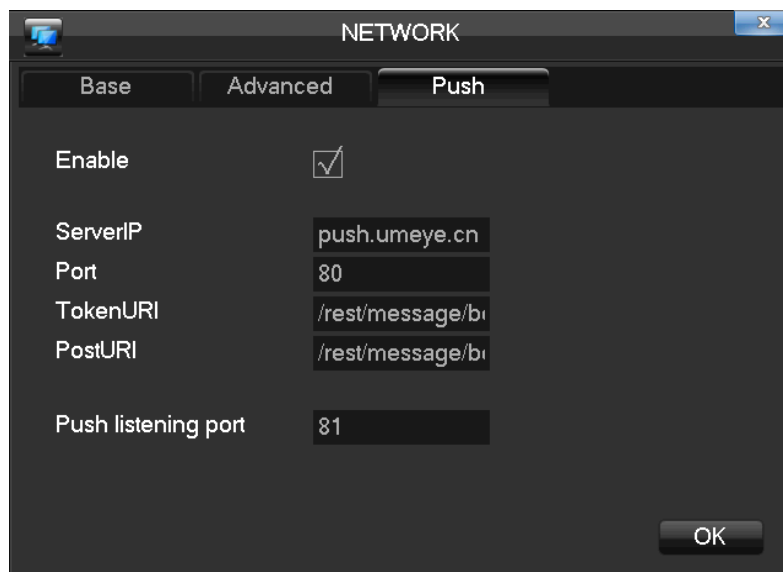 NETWORK
x
Base Advanced Push
Enable
ServerIP push.umeye.cn
Port 80
TokenURI /rest/message/b
PostURI /rest/message/b
Push listening port 81
OK